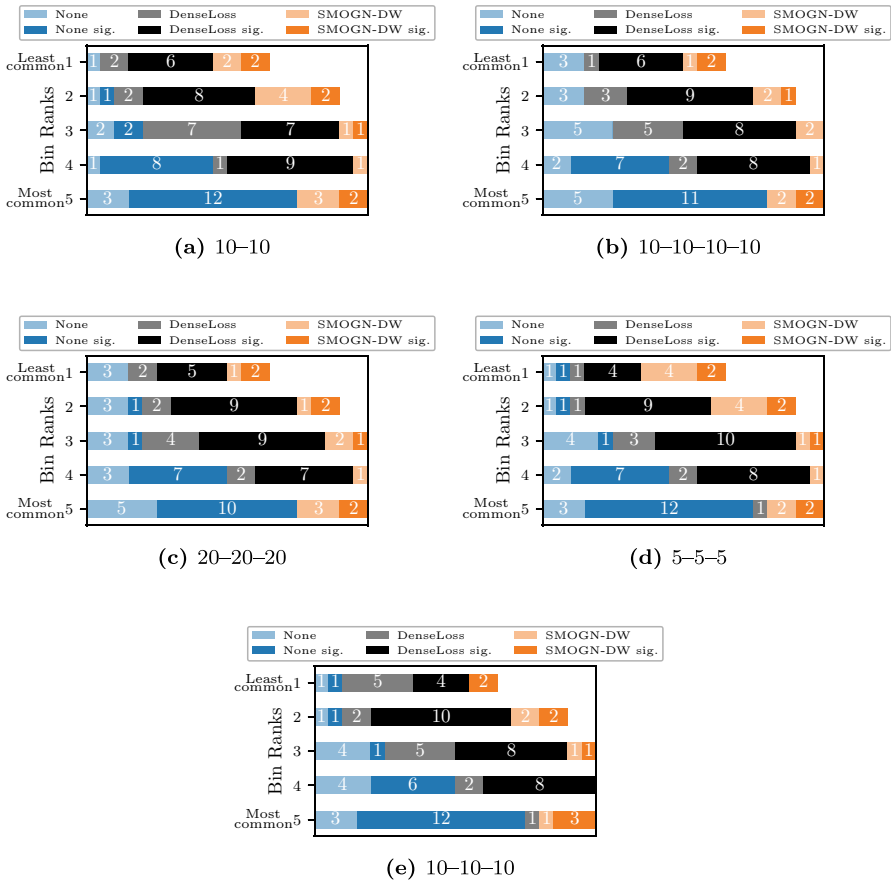 None DenseLoss SMOGN-DW
None sig. DenseLoss sig. SMOGN-DW sig.
Least common 1 1 2 6 2 2
2 1 1 2 8 4 2
Bin Ranks
3 2 2 7 7 1 1
4 1 8 1 9 1
Most common 5 3 12 3 2
(a) 10–10
None DenseLoss SMOGN-DW
None sig. DenseLoss sig. SMOGN-DW sig.
Least common 1 3 1 6 1 2
2 3 3 9 2 1
Bin Ranks
3 5 5 8 2
4 2 7 2 8 1
Most common 5 5 11 2 2
(b) 10–10–10–10
None DenseLoss SMOGN-DW
None sig. DenseLoss sig. SMOGN-DW sig.
Least common 1 3 2 5 1 2
2 3 1 2 9 1 2
Bin Ranks
3 3 1 4 9 2 1
4 3 7 2 7 1
Most common 5 5 10 3 2
(c) 20–20–20
None DenseLoss SMOGN-DW
None sig. DenseLoss sig. SMOGN-DW sig.
Least common 1 1 1 1 4 4 2
2 1 1 1 9 4 2
Bin Ranks
3 4 1 3 10 1 1
4 2 7 2 8 1
Most common 5 3 12 1 2 2
(d) 5–5–5
None DenseLoss SMOGN-DW
None sig. DenseLoss sig. SMOGN-DW sig.
Least common 1 1 1 5 4 2
2 1 1 2 10 2 2
Bin Ranks
3 4 1 5 8 1 1
4 4 6 2 8
Most common 5 3 12 1 1 3
(e) 10–10–10